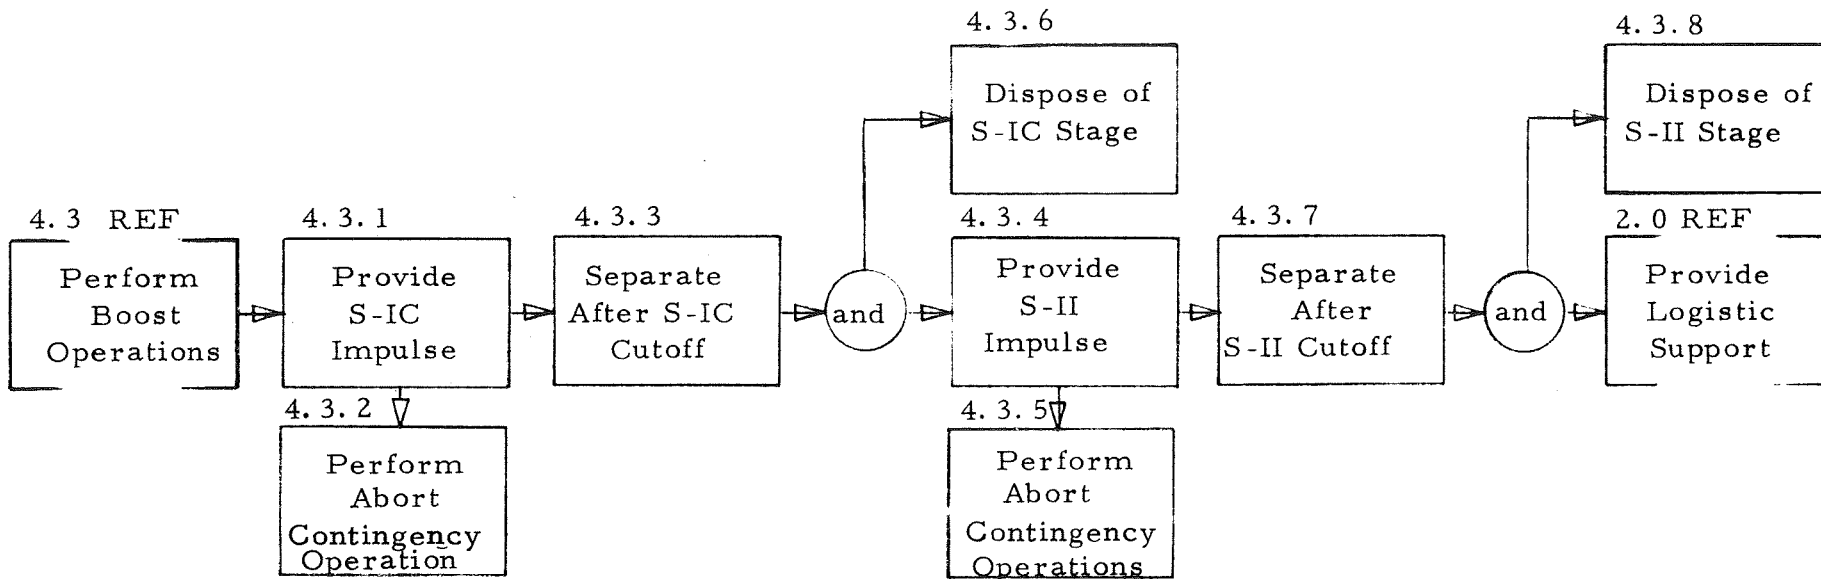 4.3.6
Dispose of
S-IC Stage
4.3.8
Dispose of
S-II Stage
4.3 REF
Perform
Boost
Operations
4.3.1
Provide
S-IC
Impulse
4.3.3
Separate
After S-IC
Cutoff
and
4.3.4
Provide
S-II
Impulse
4.3.7
Separate
After
S-II Cutoff
and
2.0 REF
Provide
Logistic
Support
4.3.2
Perform
Abort
Contingency
Operation
4.3.5
Perform
Abort
Contingency
Operations